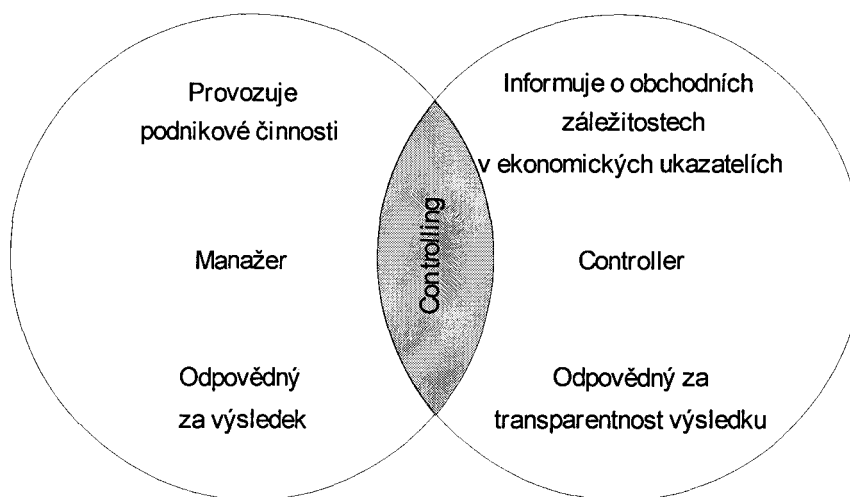 Provozuje
podnikové činnosti
Manažer
Odpovědný
za výsledek
Controlling
Informuje o obchodních
záležitostech
v ekonomických ukazatelích
Controller
Odpovědný za
transparentnost výsledku